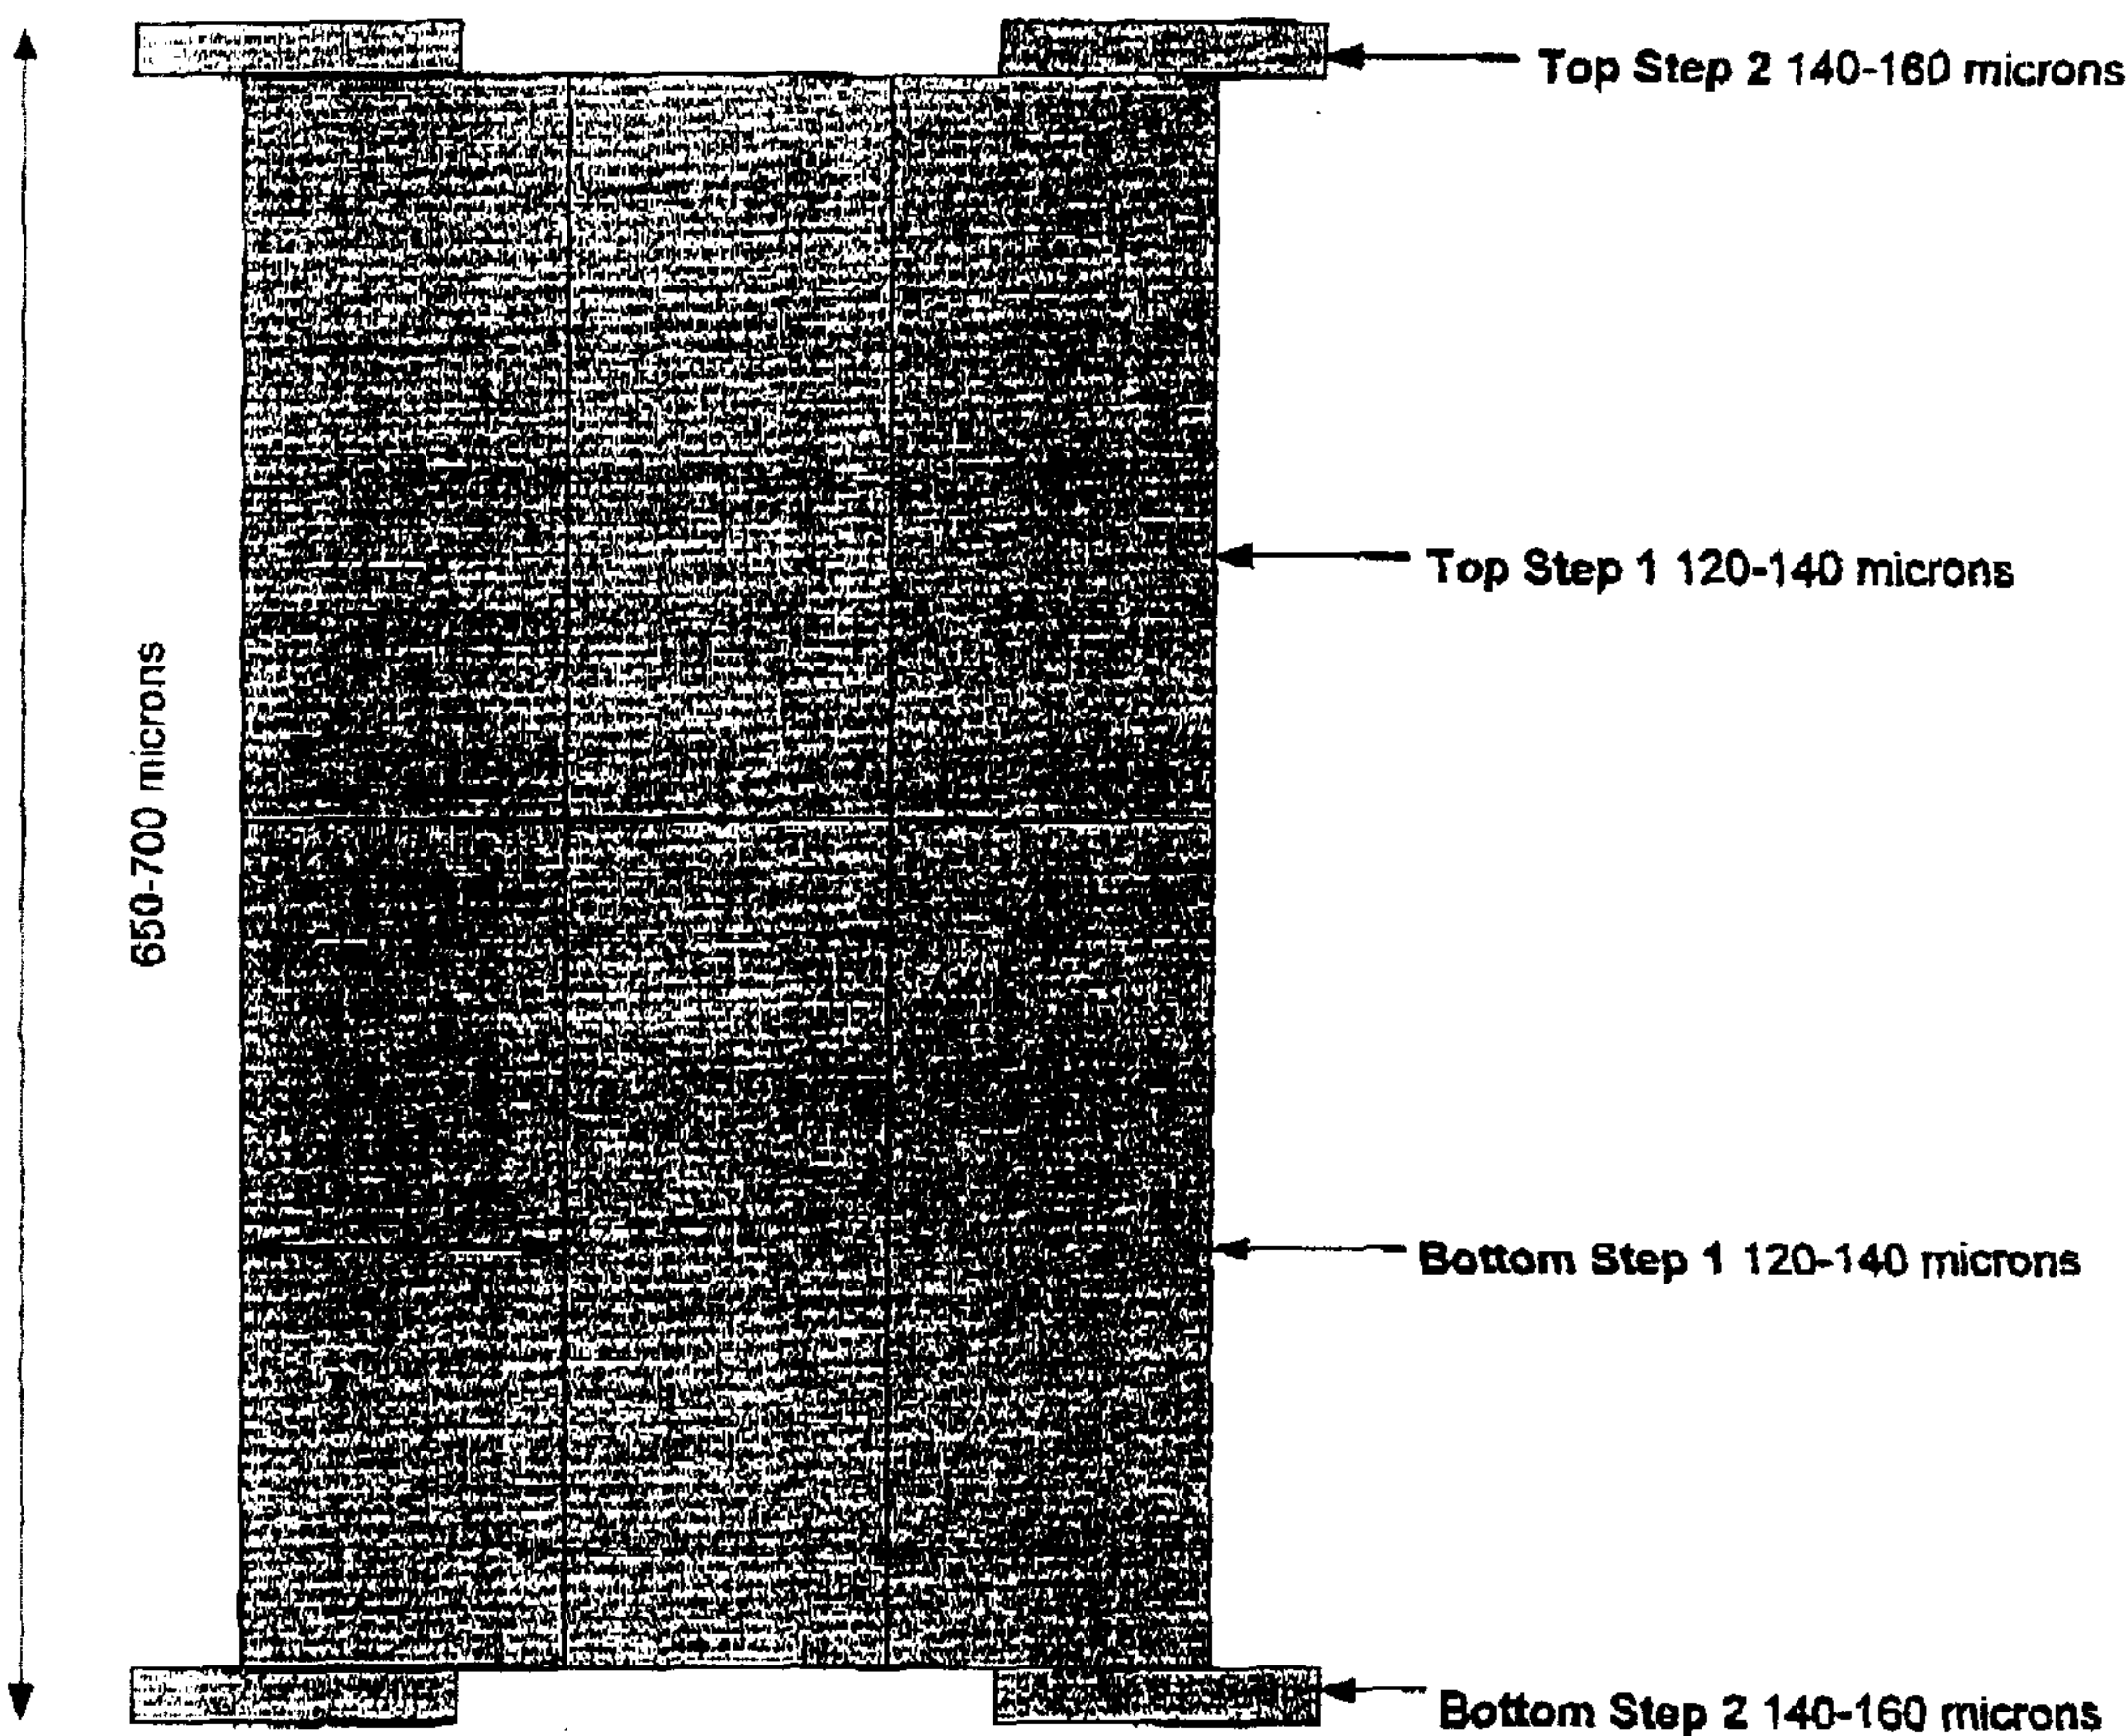 Top Step 2 140-160 microns
Top Step 1 120-140 microns
650-700 microns
Bottom Step 1 120-140 microns
Bottom Step 2 140-160 microns